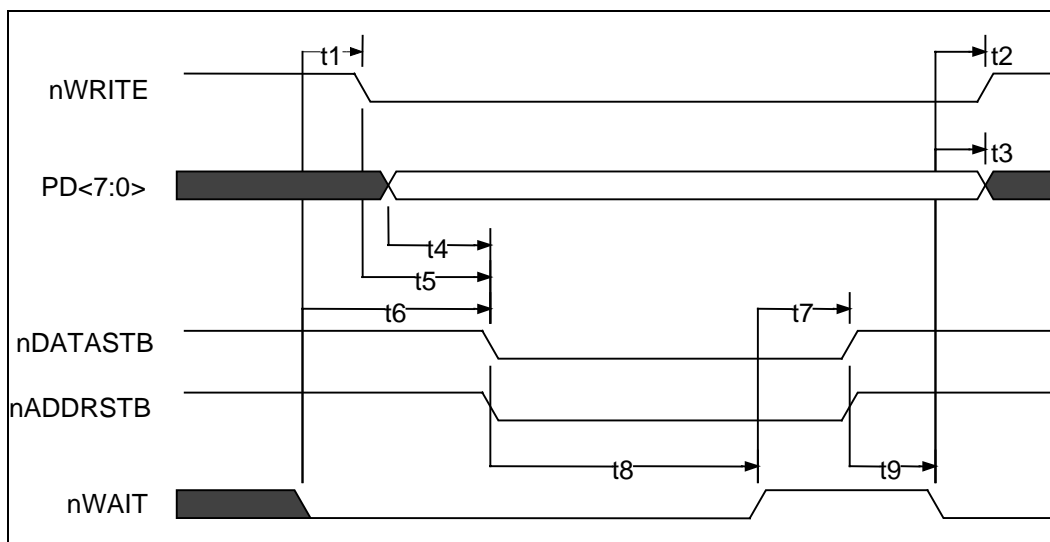 t1
t2
nWRITE
t3
PD<7:0>
t4
t5
t6
t7
nDATASTB
nADDRSTB
t8
t9
nWAIT